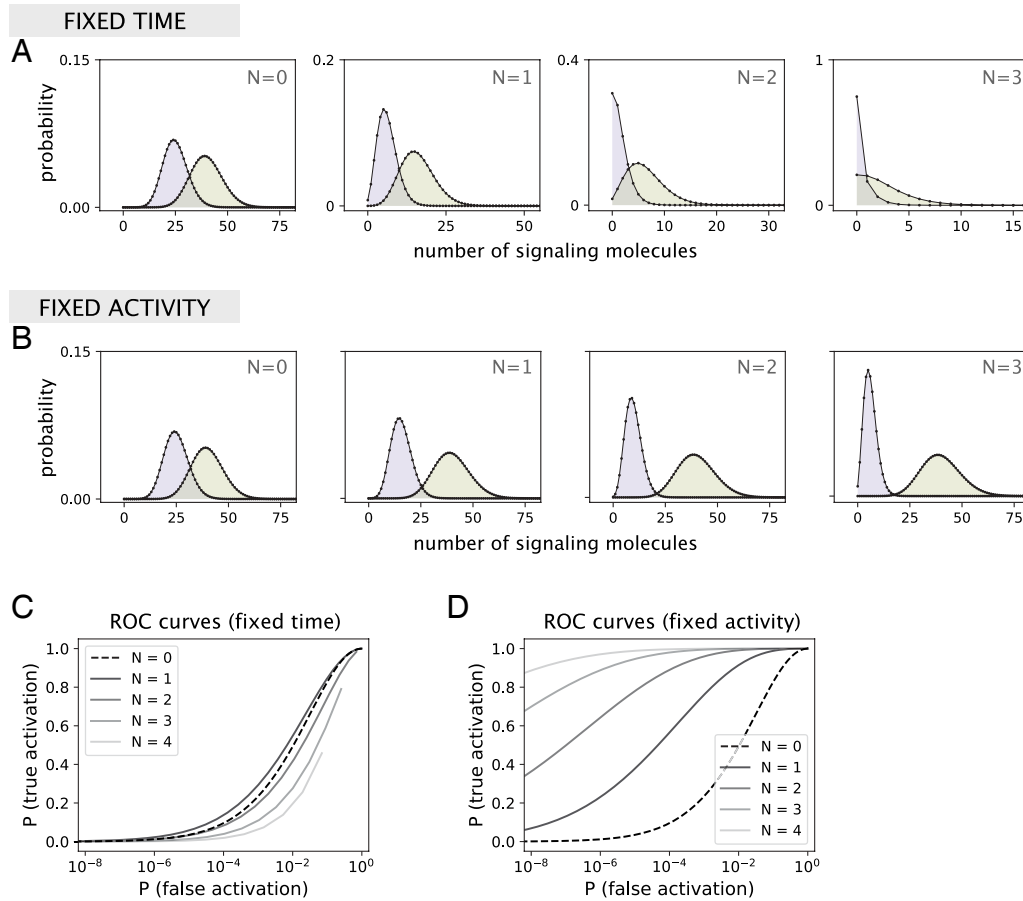 FIXED TIME
A
0.15
0.00
probability
N=0
0 25 50 75
0.2
0
N=1
0 25 50
0.4
0
N=2
0 10 20 30
1
0
N=3
0 5 10 15
number of signaling molecules
FIXED ACTIVITY
B
0.15
0.00
probability
N=0
0 25 50 75
N=1
0 25 50 75
N=2
0 25 50 75
N=3
0 25 50 75
number of signaling molecules
C
ROC curves (fixed time)
P (true activation)
1.0
0.8
0.6
0.4
0.2
0.0
N = 0
N = 1
N = 2
N = 3
N = 4
10⁻⁸ 10⁻⁶ 10⁻⁴ 10⁻² 10⁰
P (false activation)
D
ROC curves (fixed activity)
P (true activation)
1.0
0.8
0.6
0.4
0.2
0.0
N = 0
N = 1
N = 2
N = 3
N = 4
10⁻⁸ 10⁻⁶ 10⁻⁴ 10⁻² 10⁰
P (false activation)